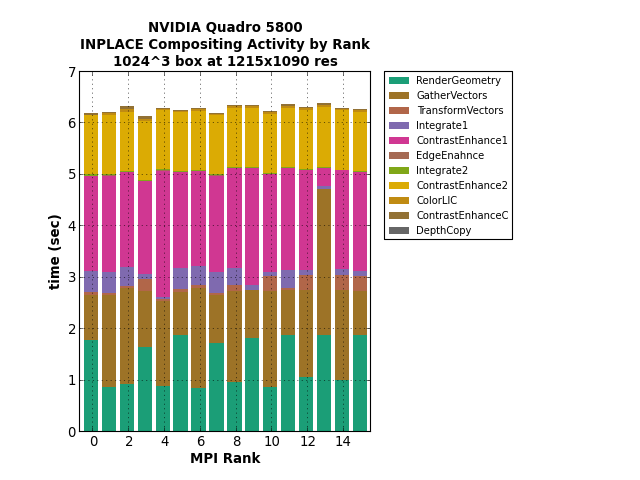 NVIDIA Quadro 5800
INPLACE Compositing Activity by Rank
1024^3 box at 1215x1090 res
7
6
5
4
3
2
1
0
time (sec)
0 2 4 6 8 10 12 14
MPI Rank
RenderGeometry
GatherVectors
TransformVectors
Integrate1
ContrastEnhance1
EdgeEnahnce
Integrate2
ContrastEnhance2
ColorLIC
ContrastEnhanceC
DepthCopy